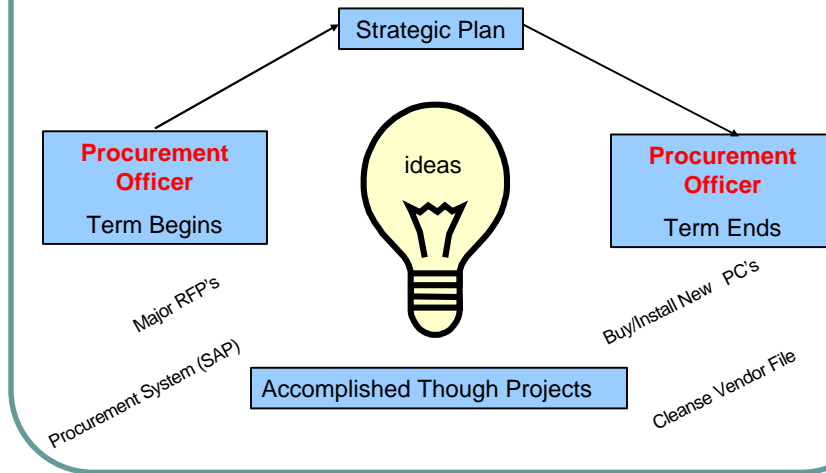 Strategic Plan
Procurement
Officer
Term Begins
ideas
Procurement
Officer
Term Ends
Major RFP's
Buy/Install New PC's
Procurement System (SAP)
Accomplished Though Projects
Cleanse Vendor File